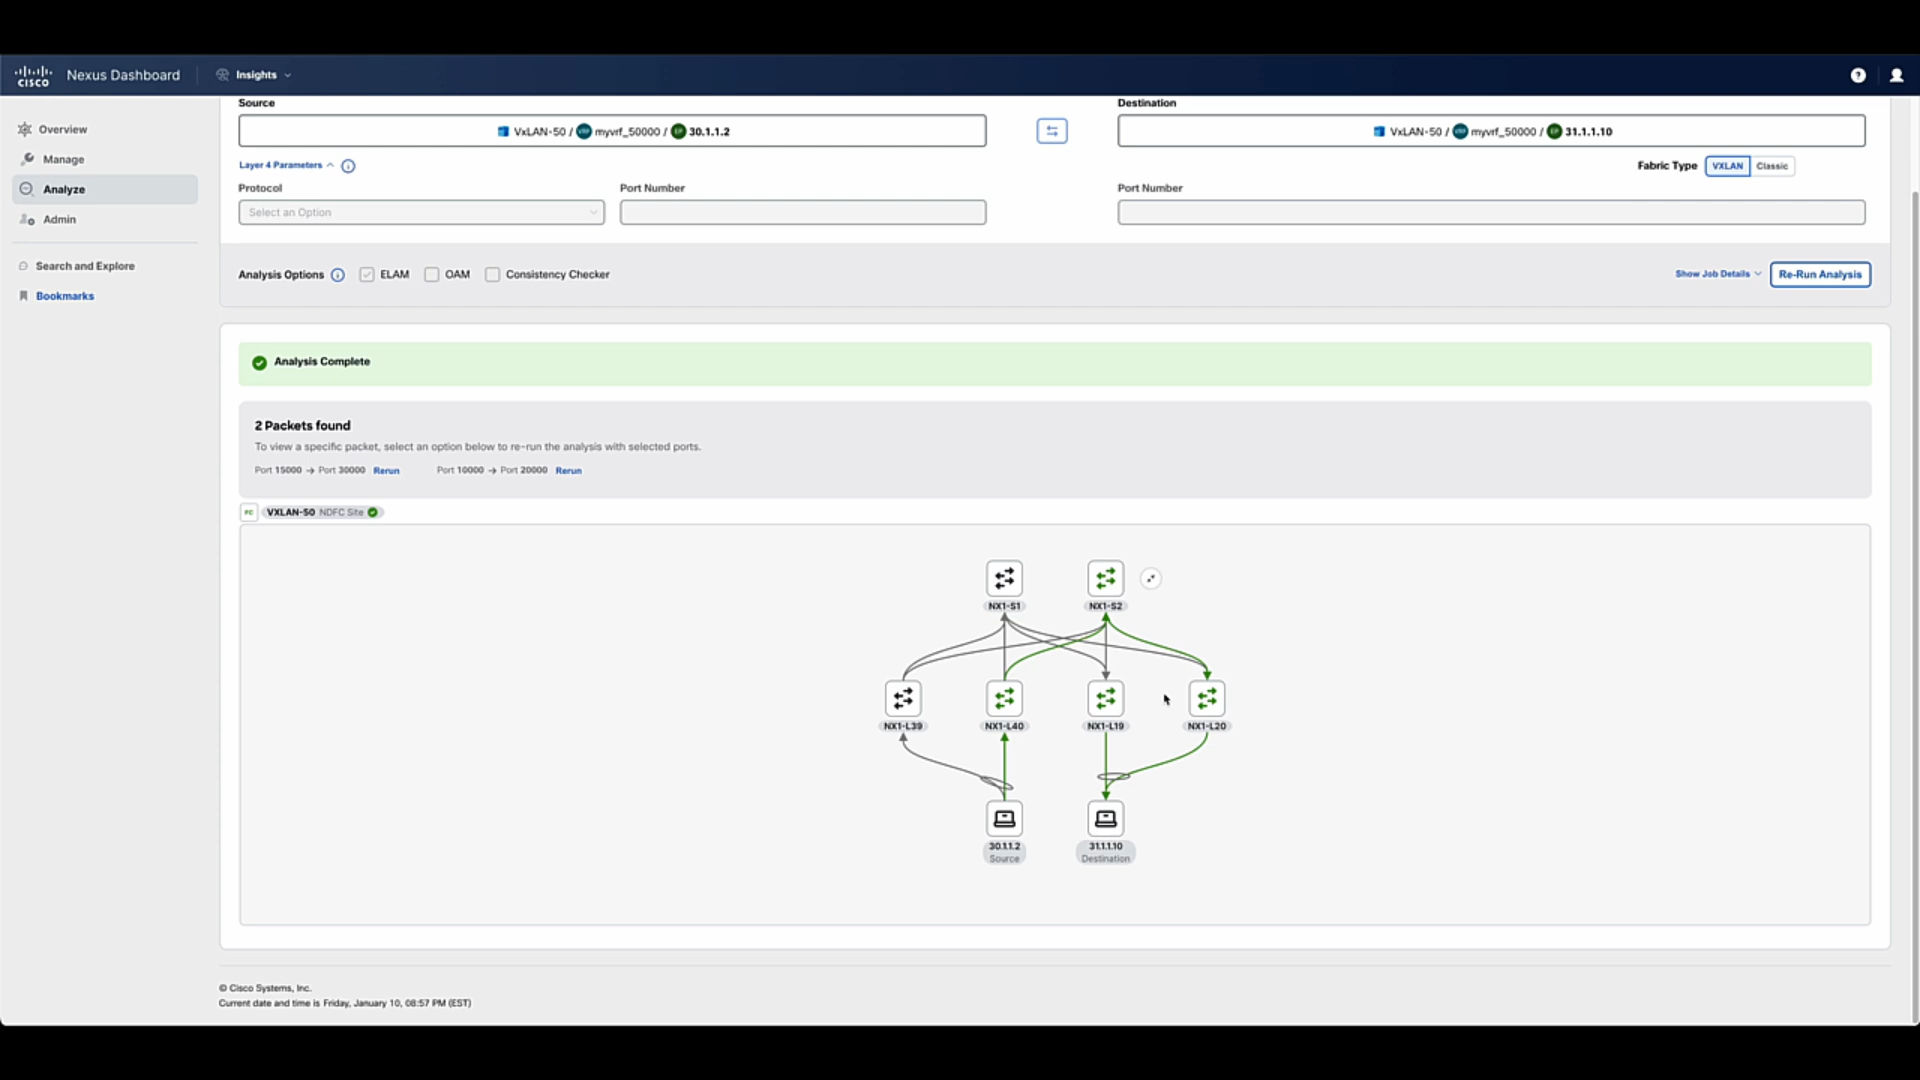 CISCO
Nexus Dashboard
Insights
?
Overview
Manage
Analyze
Admin
Search and Explore
Bookmarks
Source
VxLAN-50 / myvrf_50000 / 30.1.1.2
Destination
VxLAN-50 / myvrf_50000 / 31.1.1.10
Layer 4 Parameters
Fabric Type VXLAN Classic
Protocol
Port Number
Port Number
Select an Option
Analysis Options ELAM OAM Consistency Checker
Show Job Details
Re-Run Analysis
Analysis Complete
2 Packets found
To view a specific packet, select an option below to re-run the analysis with selected ports.
Port 15000 → Port 30000 Rerun
Port 10000 → Port 20000 Rerun
VXLAN-50 NDFC Site
NX1-S1
NX1-S2
NX1-L39
NX1-L40
NX1-L19
NX1-L20
30.1.1.2
Source
31.1.1.10
Destination
© Cisco Systems, Inc.
Current date and time is Friday, January 10, 08:57 PM (EST)